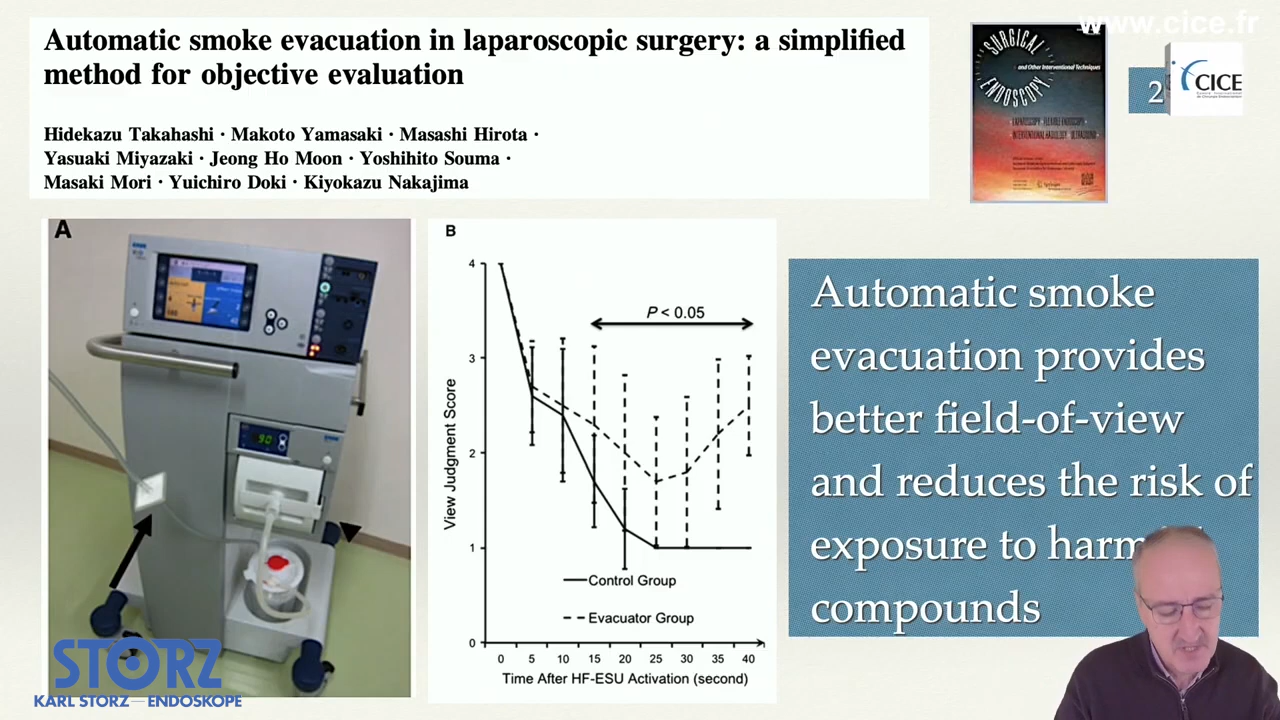 www.cice.fr
Automatic smoke evacuation in laparoscopic surgery: a simplified
method for objective evaluation
Hidekazu Takahashi · Makoto Yamasaki · Masashi Hirota ·
Yasuaki Miyazaki · Jeong Ho Moon · Yoshihito Souma ·
Masaki Mori · Yuichiro Doki · Kiyokazu Nakajima
SURGICAL
and Other Interventional Techniques
ENDOSCOPY
2
CICE
A
90
STORZ
KARL STORZ — ENDOSKOPE
B
4
3
2
1
0
View Judgment Score
P < 0.05
Control Group
Evacuator Group
0 5 10 15 20 25 30 35 40
Time After HF-ESU Activation (second)
Automatic smoke
evacuation provides
better field-of-view
and reduces the risk of
exposure to
compounds